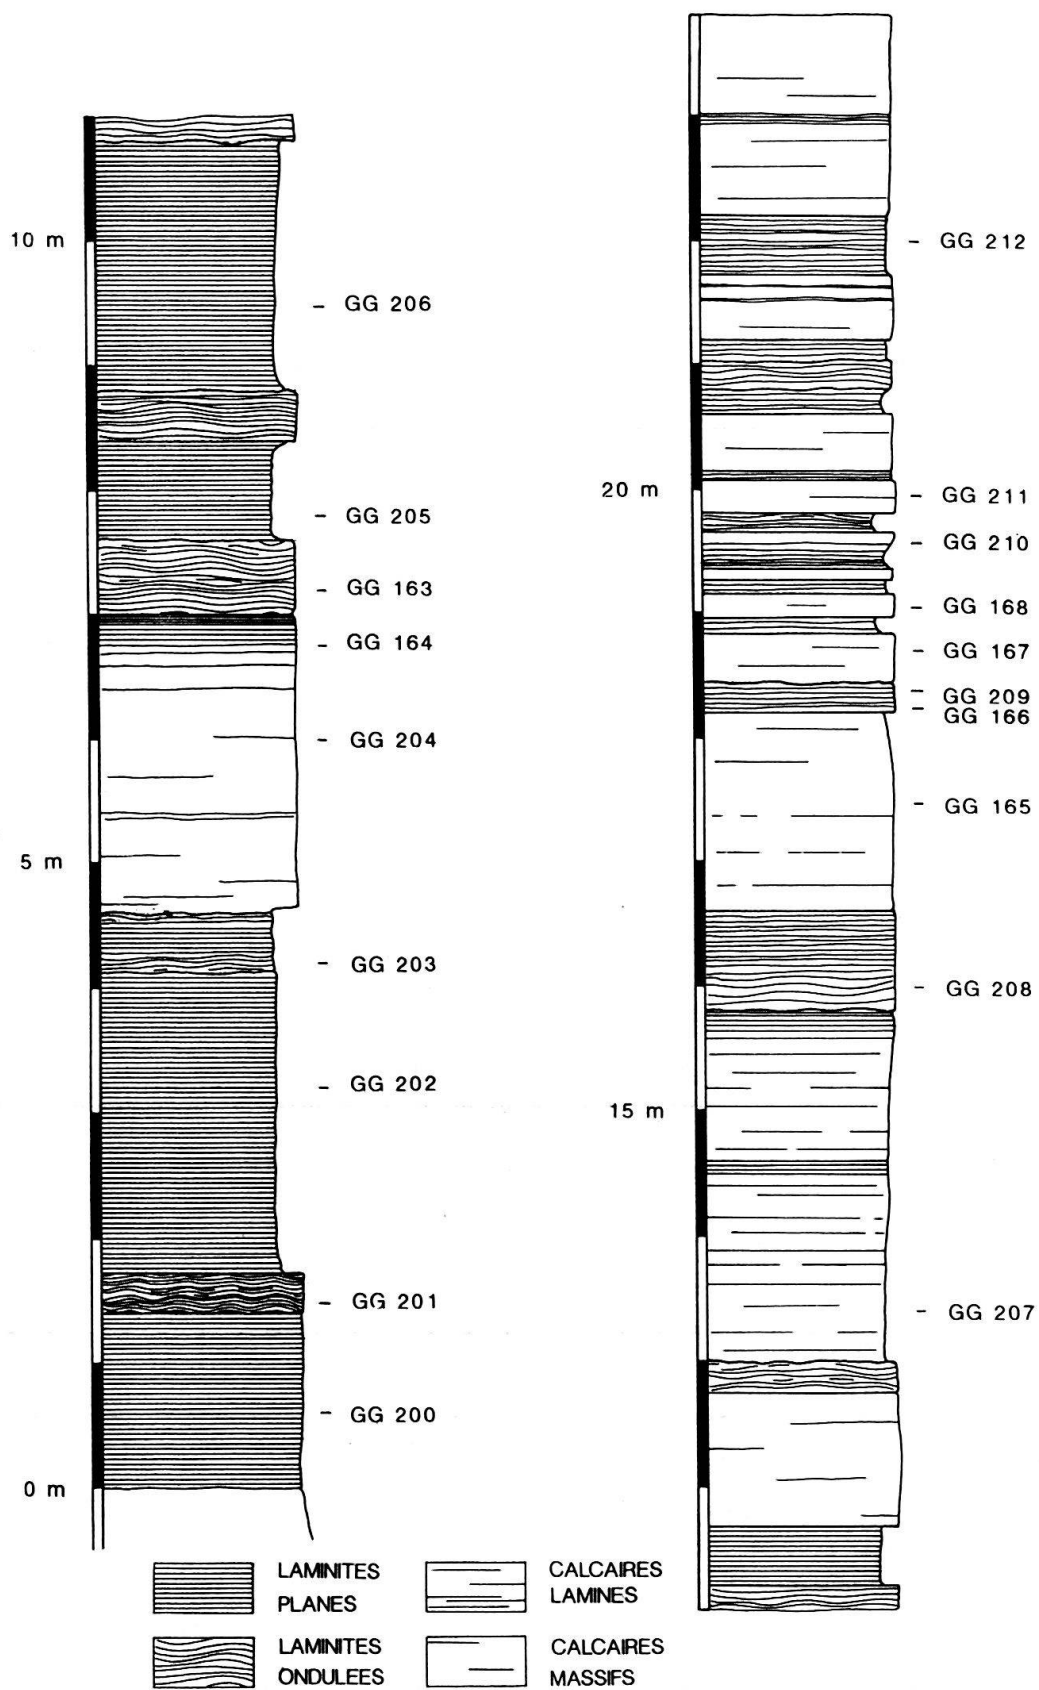 10 m
GG 206
GG 205
GG 163
GG 164
GG 204
5 m
GG 203
GG 202
GG 201
GG 200
0 m
GG 212
20 m
GG 211
GG 210
GG 168
GG 167
GG 209
GG 166
GG 165
GG 208
15 m
GG 207
LAMINITES
PLANES
CALCAIRES
LAMINES
LAMINITES
ONDULEES
CALCAIRES
MASSIFS